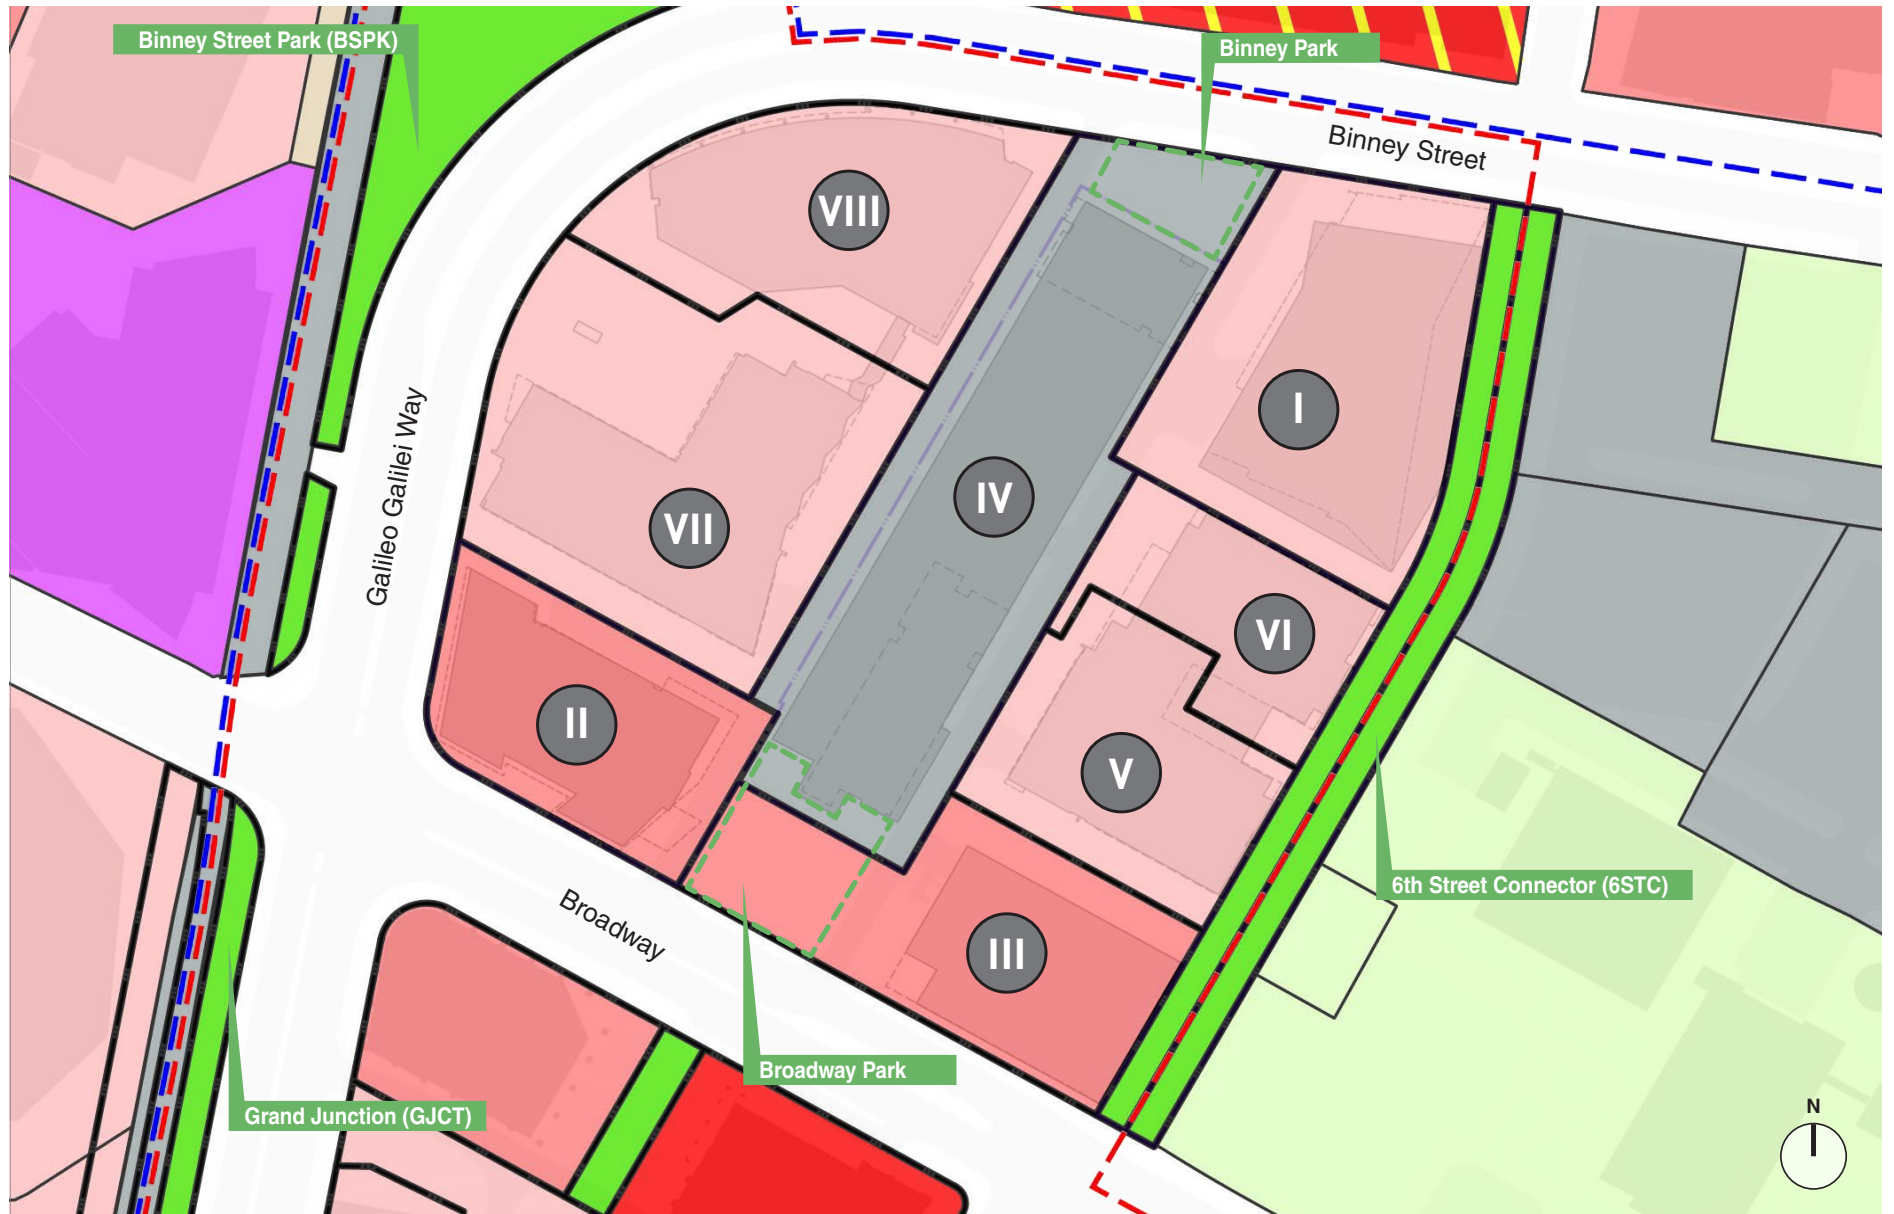 Binney Street Park (BSPK)
Binney Park
Binney Street
VIII
I
Galileo Galilei Way
IV
VII
VI
II
V
6th Street Connector (6STC)
Broadway
III
Broadway Park
Grand Junction (GJCT)
N